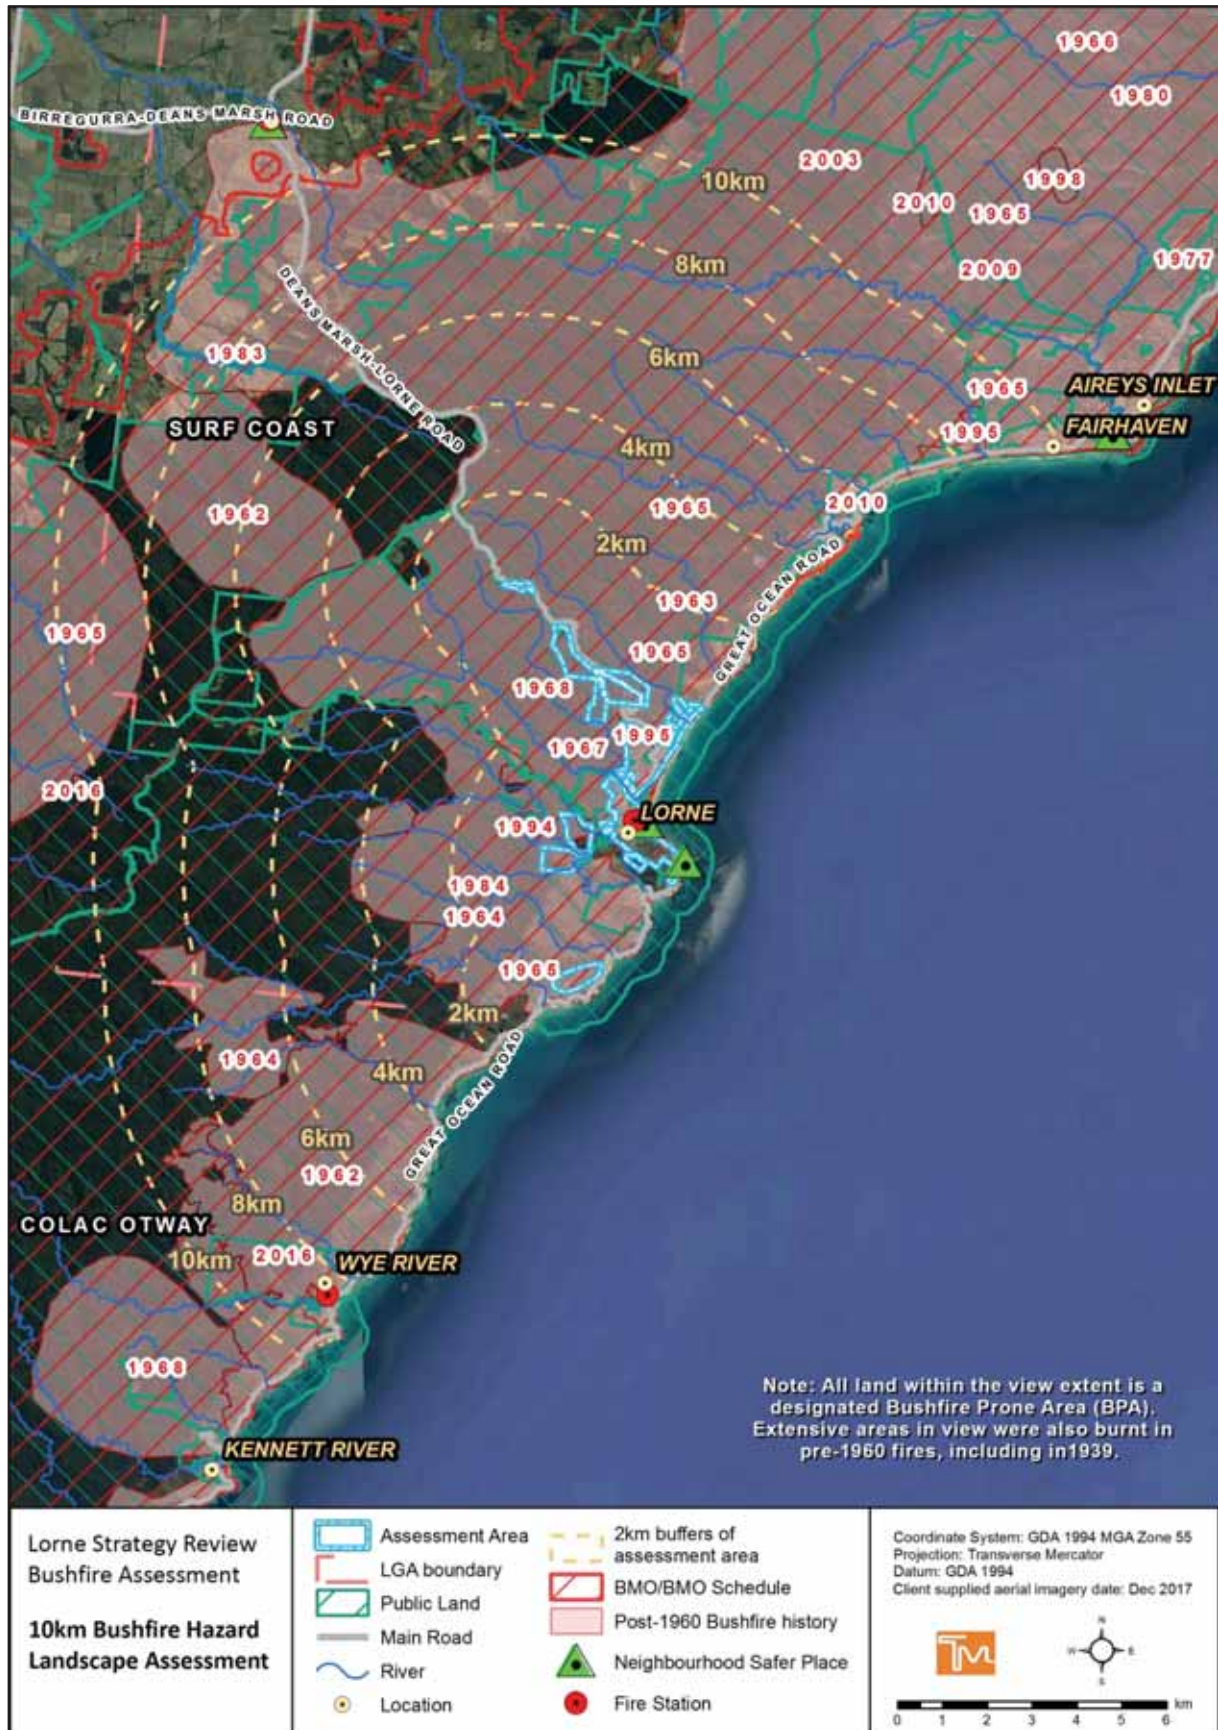 1966
1980
BIRREGURRA-DEANS MARSH ROAD
2003
10km
1998
2010
1965
1977
8km
2009
DEANS MARSH-LORNE ROAD
1983
6km
1965
AIREYS INLET
FAIRHAVEN
1995
SURF COAST
4km
1962
1965
2010
2km
GREAT OCEAN ROAD
1963
1965
1965
1968
1995
1967
2016
LORNE
1994
1984
1964
1965
2km
1964
4km
GREAT OCEAN ROAD
6km
1962
8km
COLAC OTWAY
10km
2016
WYE RIVER
1968
KENNETT RIVER
Note: All land within the view extent is a
designated Bushfire Prone Area (BPA).
Extensive areas in view were also burnt in
pre-1960 fires, including in1939.
Lorne Strategy Review
Bushfire Assessment
10km Bushfire Hazard
Landscape Assessment
Assessment Area
LGA boundary
Public Land
Main Road
River
Location
2km buffers of
assessment area
BMO/BMO Schedule
Post-1960 Bushfire history
Neighbourhood Safer Place
Fire Station
Coordinate System: GDA 1994 MGA Zone 55
Projection: Transverse Mercator
Datum: GDA 1994
Client supplied aerial imagery date: Dec 2017
N
W
E
S
km
0 1 2 3 4 5 6